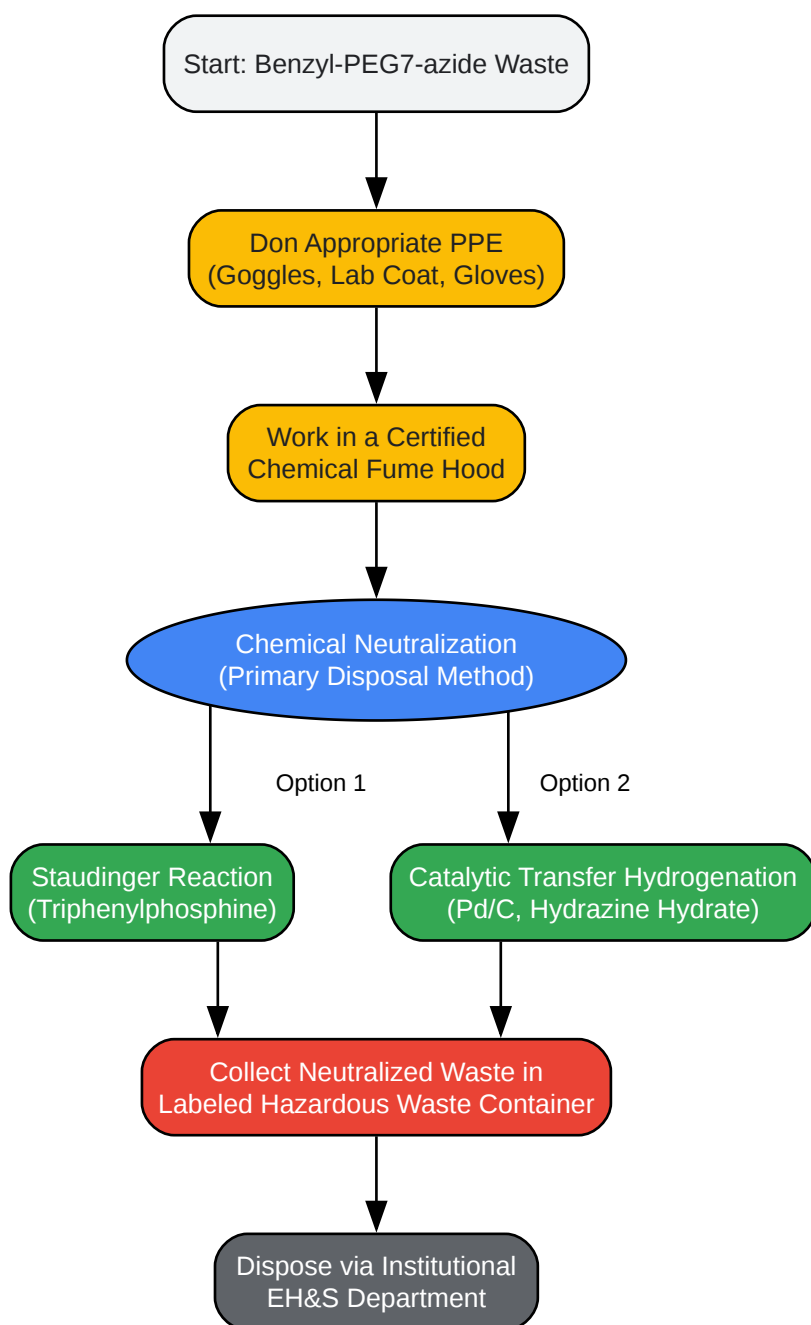 Start: Benzyl-PEG7-azide Waste
Don Appropriate PPE
(Goggles, Lab Coat, Gloves)
Work in a Certified
Chemical Fume Hood
Chemical Neutralization
(Primary Disposal Method)
Option 1
Option 2
Staudinger Reaction
(Triphenylphosphine)
Catalytic Transfer Hydrogenation
(Pd/C, Hydrazine Hydrate)
Collect Neutralized Waste in
Labeled Hazardous Waste Container
Dispose via Institutional
EH&S Department